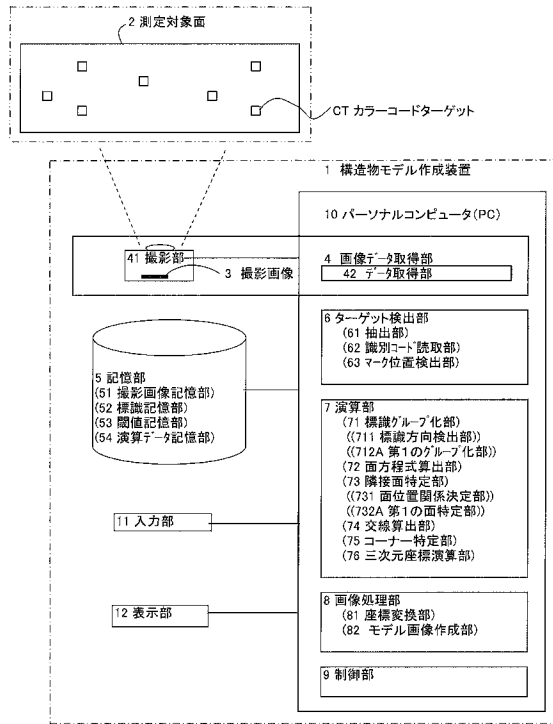 2 測定対象面
CT カラーコードターゲット
1 構造物モデル作成装置
10 パーソナルコンピュータ(PC)
41 撮影部
3 撮影画像
4 画像データ取得部
42 データ取得部
6 ターゲット検出部
(61 抽出部)
(62 識別コード読取部)
(63 マーク位置検出部)
5 記憶部
(51 撮影画像記憶部)
(52 標識記憶部)
(53 閾値記憶部)
(54 演算データ記憶部)
7 演算部
(71 標識グループ化部)
((711 標識方向検出部))
((712A 第1のグループ化部))
(72 面方程式算出部)
(73 隣接面特定部)
((731 面位置関係決定部))
((732A 第1の面特定部))
(74 交線算出部)
(75 コーナー特定部)
(76 三次元座標演算部)
11 入力部
12 表示部
8 画像処理部
(81 座標変換部)
(82 モデル画像作成部)
9 制御部